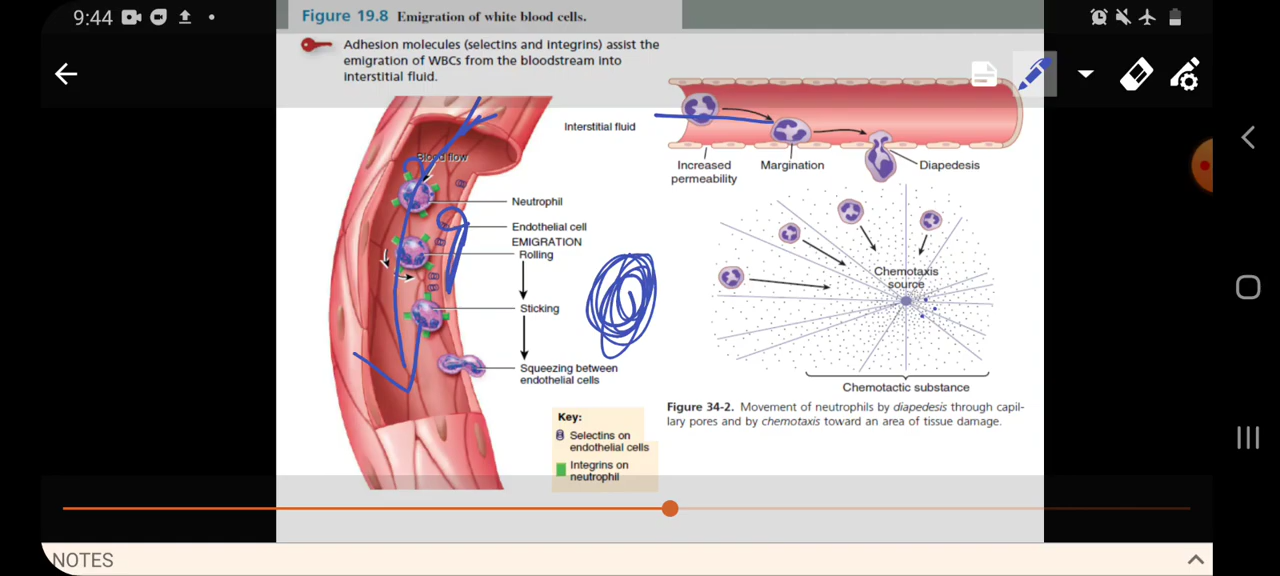 9:44
Figure 19.8 Emigration of white blood cells.
Adhesion molecules (selectins and integrins) assist the
emigration of WBCs from the bloodstream into
interstitial fluid.
Interstitial fluid
Blood flow
Neutrophil
Endothelial cell
EMIGRATION
Rolling
Sticking
Squeezing between
endothelial cells
Key:
Selectins on
endothelial cells
Integrins on
neutrophil
Increased
permeability
Margination
Diapedesis
Chemotaxis
source
Chemotactic substance
Figure 34-2. Movement of neutrophils by diapedesis through capil-
lary pores and by chemotaxis toward an area of tissue damage.
NOTES